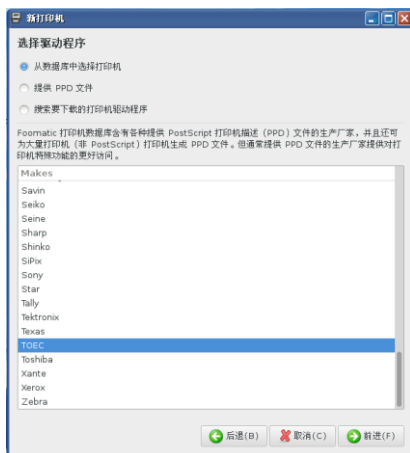 新打印机
选择驱动程序
从数据库中选择打印机
提供 PPD 文件
搜索要下载的打印机驱动程序
Foomatic 打印机数据库含有各种提供 PostScript 打印机描述（PPD）文件的生产厂家，并且还可
为大量打印机（非 PostScript）打印机生成 PPD 文件。但通常提供 PPD 文件的生产厂家提供对打
印机特殊功能的更好访问。
Makes
Savin
Seiko
Seine
Sharp
Shinko
SiPix
Sony
Star
Tally
Tektronix
Texas
TOEC
Toshiba
Xante
Xerox
Zebra
后退(B)
取消(C)
前进(F)